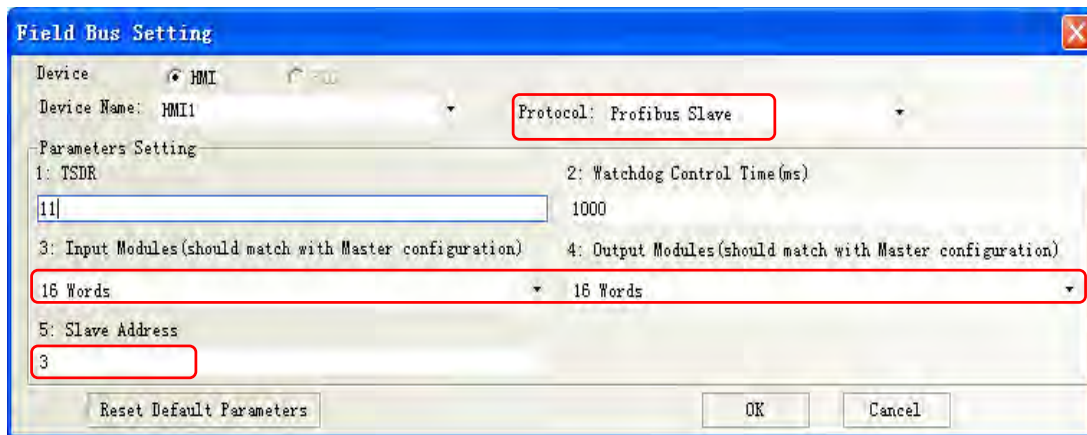 Field Bus Setting
Device HMI
Device Name: HMI1 Protocol: Profibus Slave
Parameters Setting
1: TSDR 2: Watchdog Control Time(ms)
11 1000
3: Input Modules(should match with Master configuration) 4: Output Modules(should match with Master configuration)
16 Words 16 Words
5: Slave Address
3
Reset Default Parameters OK Cancel